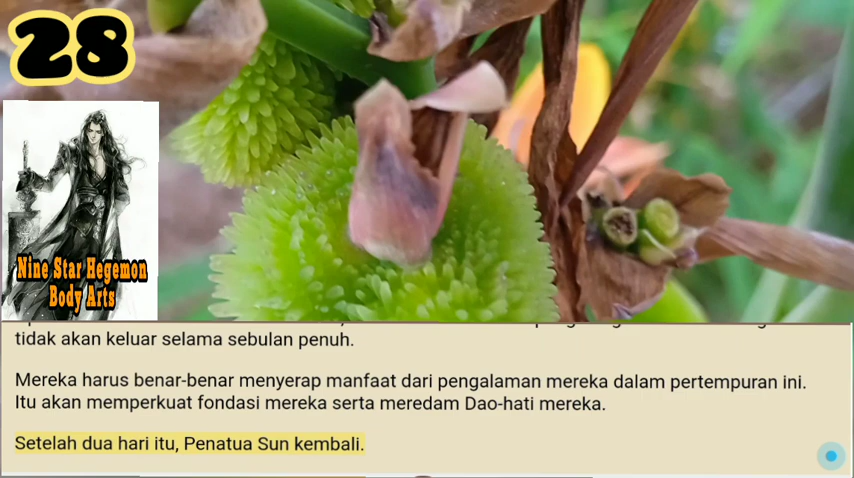 28
Nine Star Hegemon
Body Arts
tidak akan keluar selama sebulan penuh.
Mereka harus benar-benar menyerap manfaat dari pengalaman mereka dalam pertempuran ini.
Itu akan memperkuat fondasi mereka serta meredam Dao-hati mereka.
Setelah dua hari itu, Penatua Sun kembali.